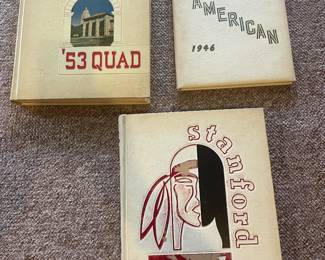 '53 QUAD
AMERICAN
1946
stanford